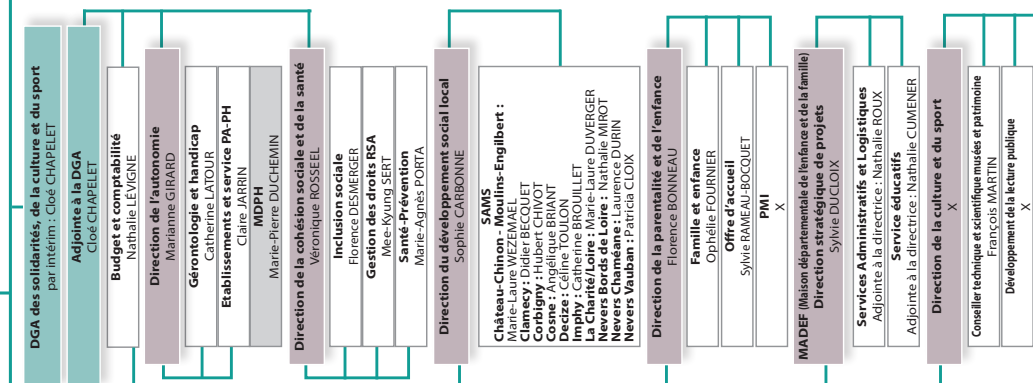 DGA des solidarités, de la culture et du sport
par intérim : Cloé CHAPELET
Adjointe à la DGA
Cloé CHAPELET
Budget et comptabilité
Nathalie LÉVIGNE
Direction de l'autonomie
Marianne GIRARD
Gérontologie et handicap
Catherine LATOUR
Etablissements et service PA-PH
Claire JARRIN
MDPH
Marie-Pierre DUCHEMIN
Direction de la cohésion sociale et de la santé
Véronique ROSSEEL
Inclusion sociale
Florence DESMERGER
Gestion des droits RSA
Mee-Kyung SERT
Santé-Prévention
Marie-Agnès PORTA
Direction du développement social local
Sophie CARBONNE
SAMS
Château-Chinon - Moulins-Engilbert :
Marie-Laure WEZEMAEL
Clamecy : Didier BECQUET
Corbigny : Hubert CHIVOT
Cosne : Angélique BRIANT
Decize : Céline TOULON
Imphy : Catherine BROUILLET
La Charité/Loire : Marie-Laure DUVERGER
Nevers Bords de Loire : Nathalie MIROT
Nevers Chaméane : Laurence DURIN
Nevers Vauban : Patricia CLOIX
Direction de la parentalité et de l'enfance
Florence BONNEAU
Famille et enfance
Ophélie FOURNIER
Offre d'accueil
Sylvie RAMEAU-BOCQUET
PMI
X
MADEF (Maison départementale de l'enfance et de la famille)
Direction stratégique de projets
Sylvie DUCLOIX
Services Administratifs et Logistiques
Adjointe à la directrice : Nathalie ROUX
Service éducatifs
Adjointe à la directrice : Nathalie CUMENER
Direction de la culture et du sport
X
Conseiller technique et scientifique musées et patrimoine
François MARTIN
Développement de la lecture publique
X